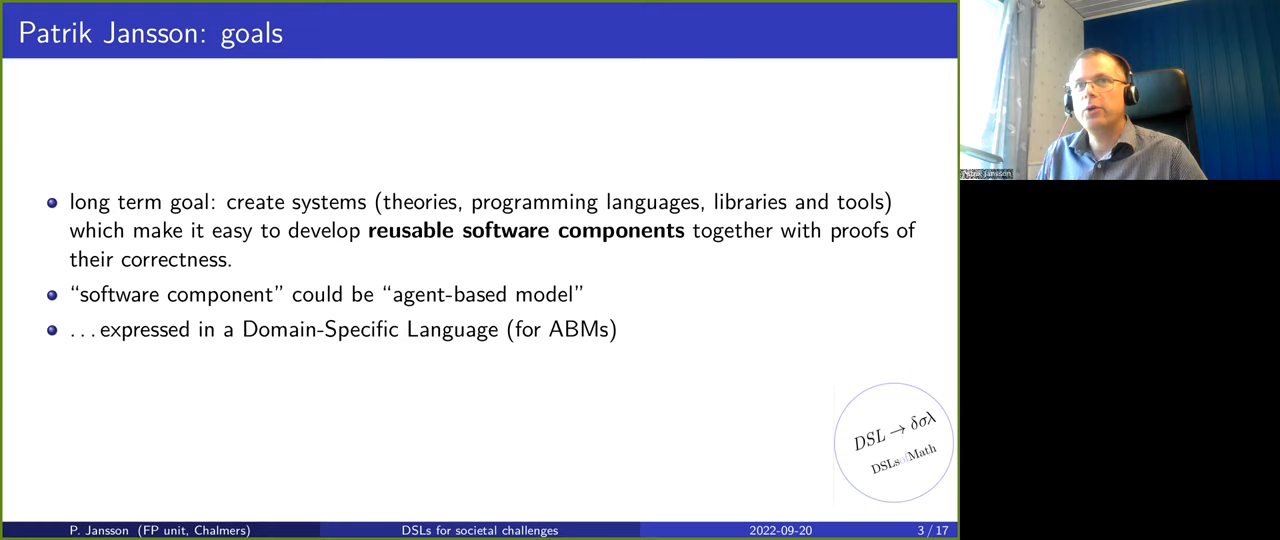 Patrik Jansson: goals
long term goal: create systems (theories, programming languages, libraries and tools)
which make it easy to develop reusable software components together with proofs of
their correctness.
“software component” could be “agent-based model”
...expressed in a Domain-Specific Language (for ABMs)
DSL → δσλ
DSLsofMath
P. Jansson (FP unit, Chalmers)
DSLs for societal challenges
2022-09-20
3 / 17
Patrik Jansson